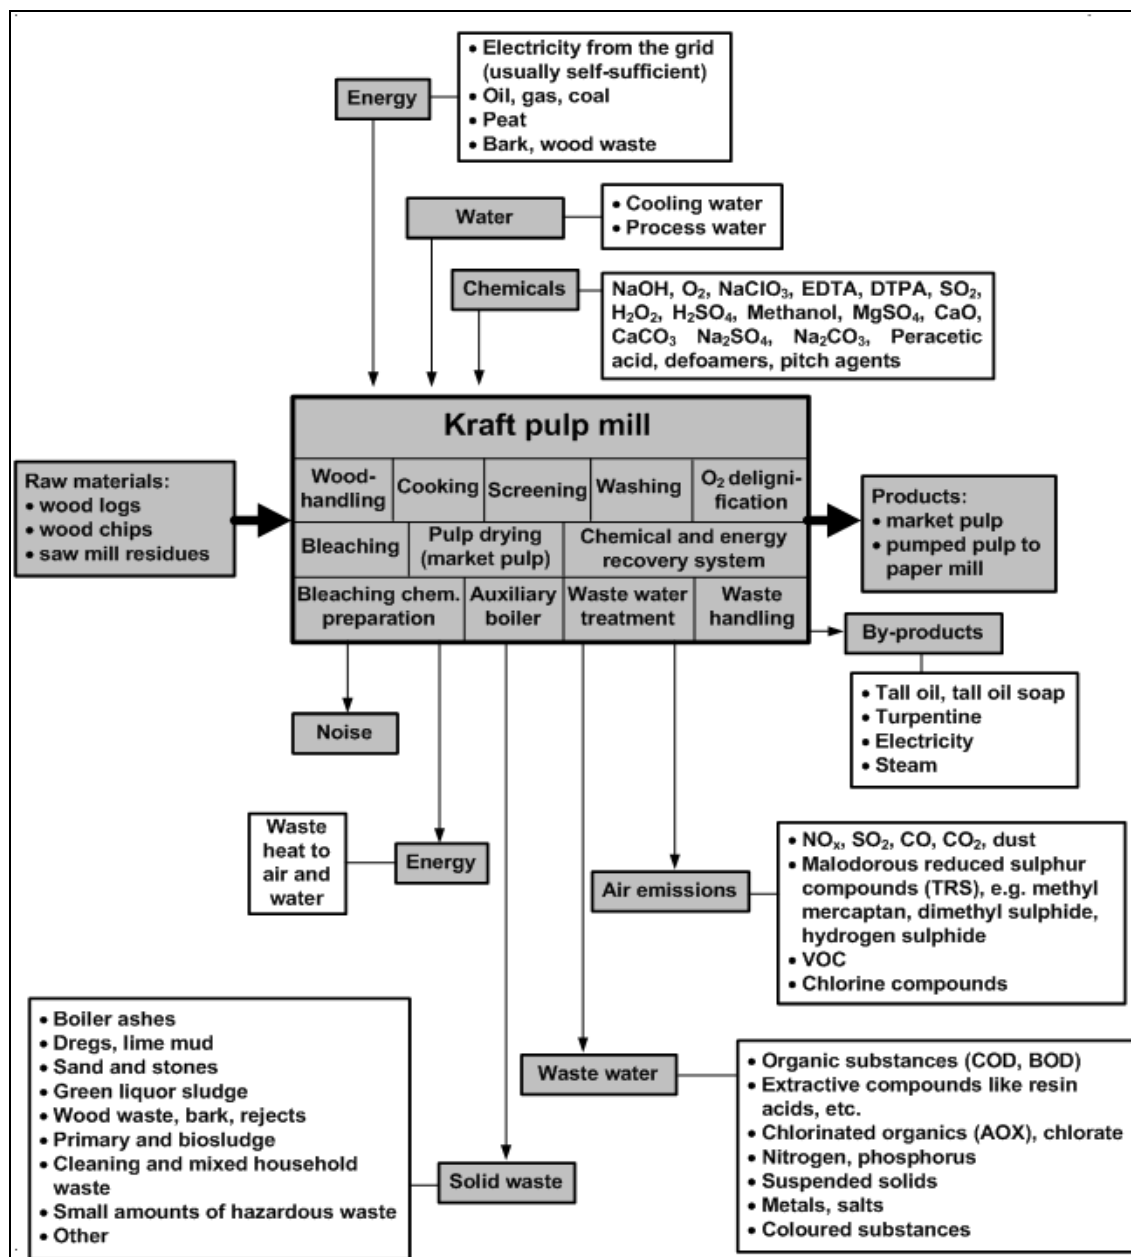 • Electricity from the grid
(usually self-sufficient)
• Oil, gas, coal
• Peat
• Bark, wood waste
Energy
Water
• Cooling water
• Process water
Chemicals
NaOH, O₂, NaClO₃, EDTA, DTPA, SO₂,
H₂O₂, H₂SO₄, Methanol, MgSO₄, CaO,
CaCO₃ Na₂SO₄, Na₂CO₃, Peracetic
acid, defoamers, pitch agents
Kraft pulp mill
Wood-
handling
Cooking
Screening
Washing
O₂ deligni-
fication
Bleaching
Pulp drying
(market pulp)
Chemical and energy
recovery system
Bleaching chem.
preparation
Auxiliary
boiler
Waste water
treatment
Waste
handling
Raw materials:
• wood logs
• wood chips
• saw mill residues
Products:
• market pulp
• pumped pulp to
paper mill
By-products
• Tall oil, tall oil soap
• Turpentine
• Electricity
• Steam
Noise
Waste
heat to
air and
water
Energy
Air emissions
• NOₓ, SO₂, CO, CO₂, dust
• Malodorous reduced sulphur
compounds (TRS), e.g. methyl
mercaptan, dimethyl sulphide,
hydrogen sulphide
• VOC
• Chlorine compounds
• Boiler ashes
• Dregs, lime mud
• Sand and stones
• Green liquor sludge
• Wood waste, bark, rejects
• Primary and biosludge
• Cleaning and mixed household
waste
• Small amounts of hazardous waste
• Other
Solid waste
Waste water
• Organic substances (COD, BOD)
• Extractive compounds like resin
acids, etc.
• Chlorinated organics (AOX), chlorate
• Nitrogen, phosphorus
• Suspended solids
• Metals, salts
• Coloured substances